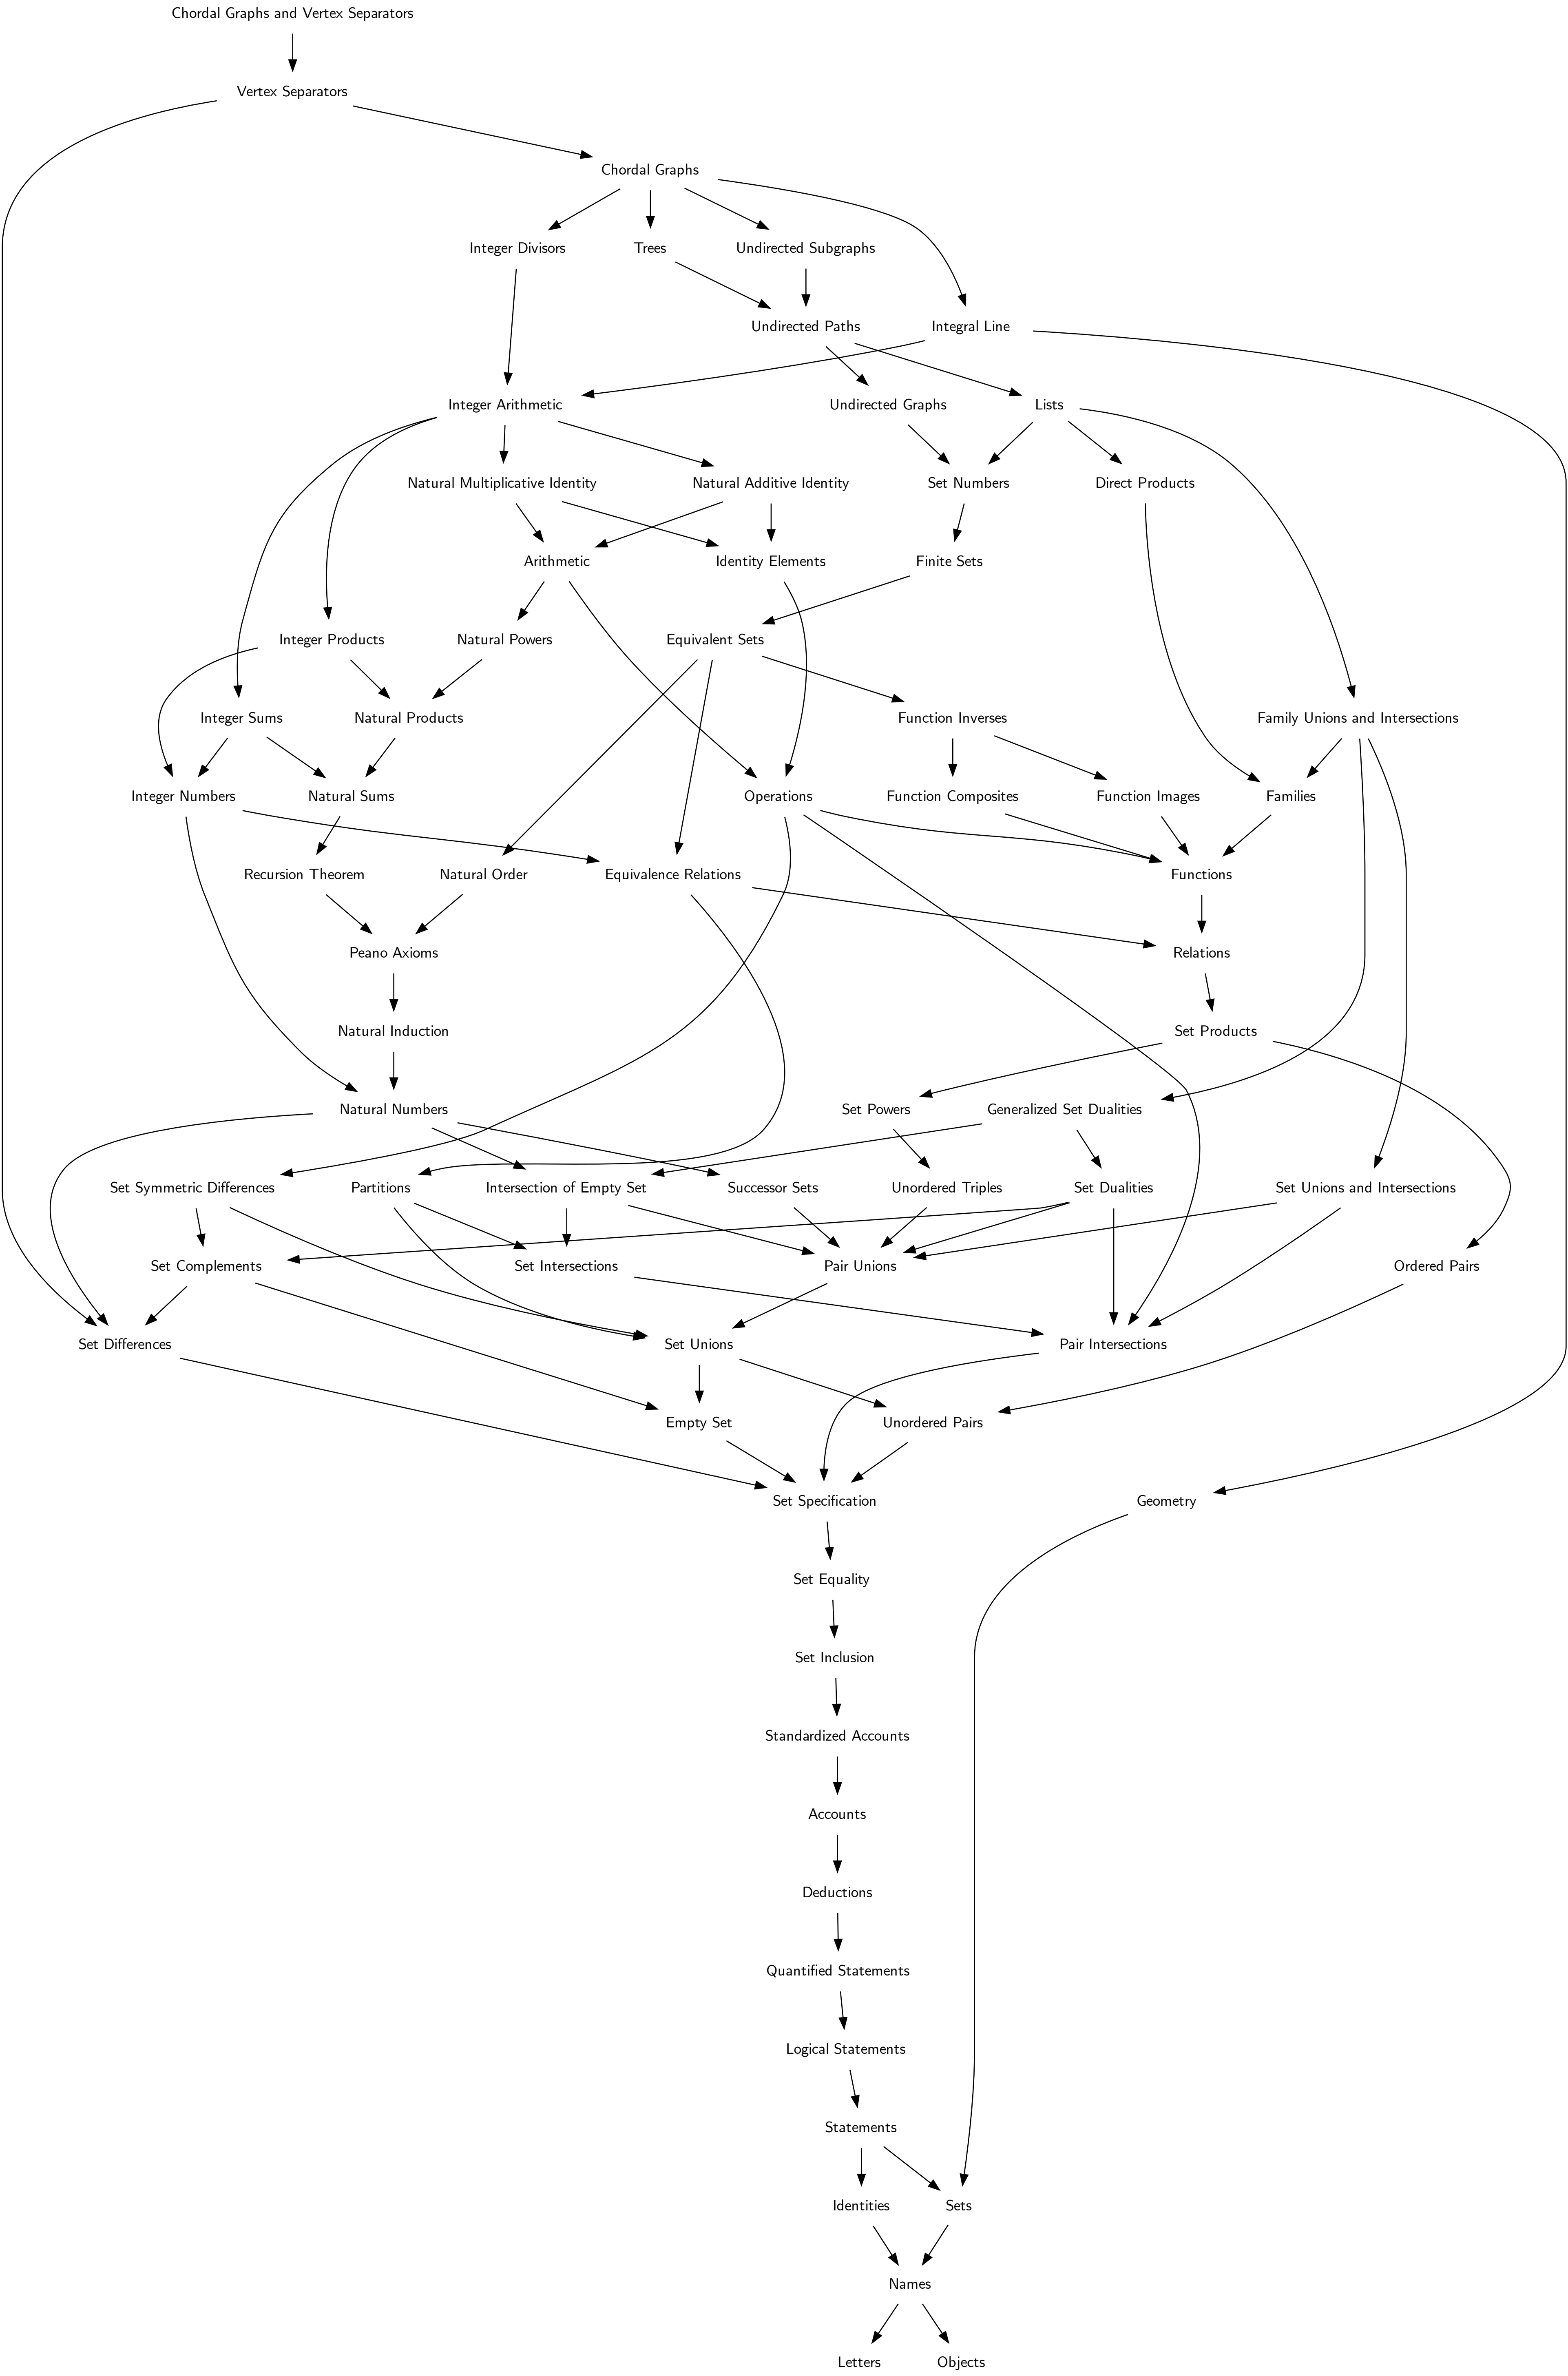 Chordal Graphs and Vertex Separators
Vertex Separators
Chordal Graphs
Integer Divisors
Trees
Undirected Subgraphs
Undirected Paths
Integral Line
Integer Arithmetic
Undirected Graphs
Lists
Natural Multiplicative Identity
Natural Additive Identity
Set Numbers
Direct Products
Arithmetic
Identity Elements
Finite Sets
Integer Products
Natural Powers
Equivalent Sets
Integer Sums
Natural Products
Function Inverses
Family Unions and Intersections
Integer Numbers
Natural Sums
Operations
Function Composites
Function Images
Families
Recursion Theorem
Natural Order
Equivalence Relations
Functions
Peano Axioms
Relations
Natural Induction
Set Products
Natural Numbers
Set Powers
Generalized Set Dualities
Set Symmetric Differences
Partitions
Intersection of Empty Set
Successor Sets
Unordered Triples
Set Dualities
Set Unions and Intersections
Set Complements
Set Intersections
Pair Unions
Ordered Pairs
Set Differences
Set Unions
Pair Intersections
Empty Set
Unordered Pairs
Set Specification
Geometry
Set Equality
Set Inclusion
Standardized Accounts
Accounts
Deductions
Quantified Statements
Logical Statements
Statements
Identities
Sets
Names
Letters
Objects